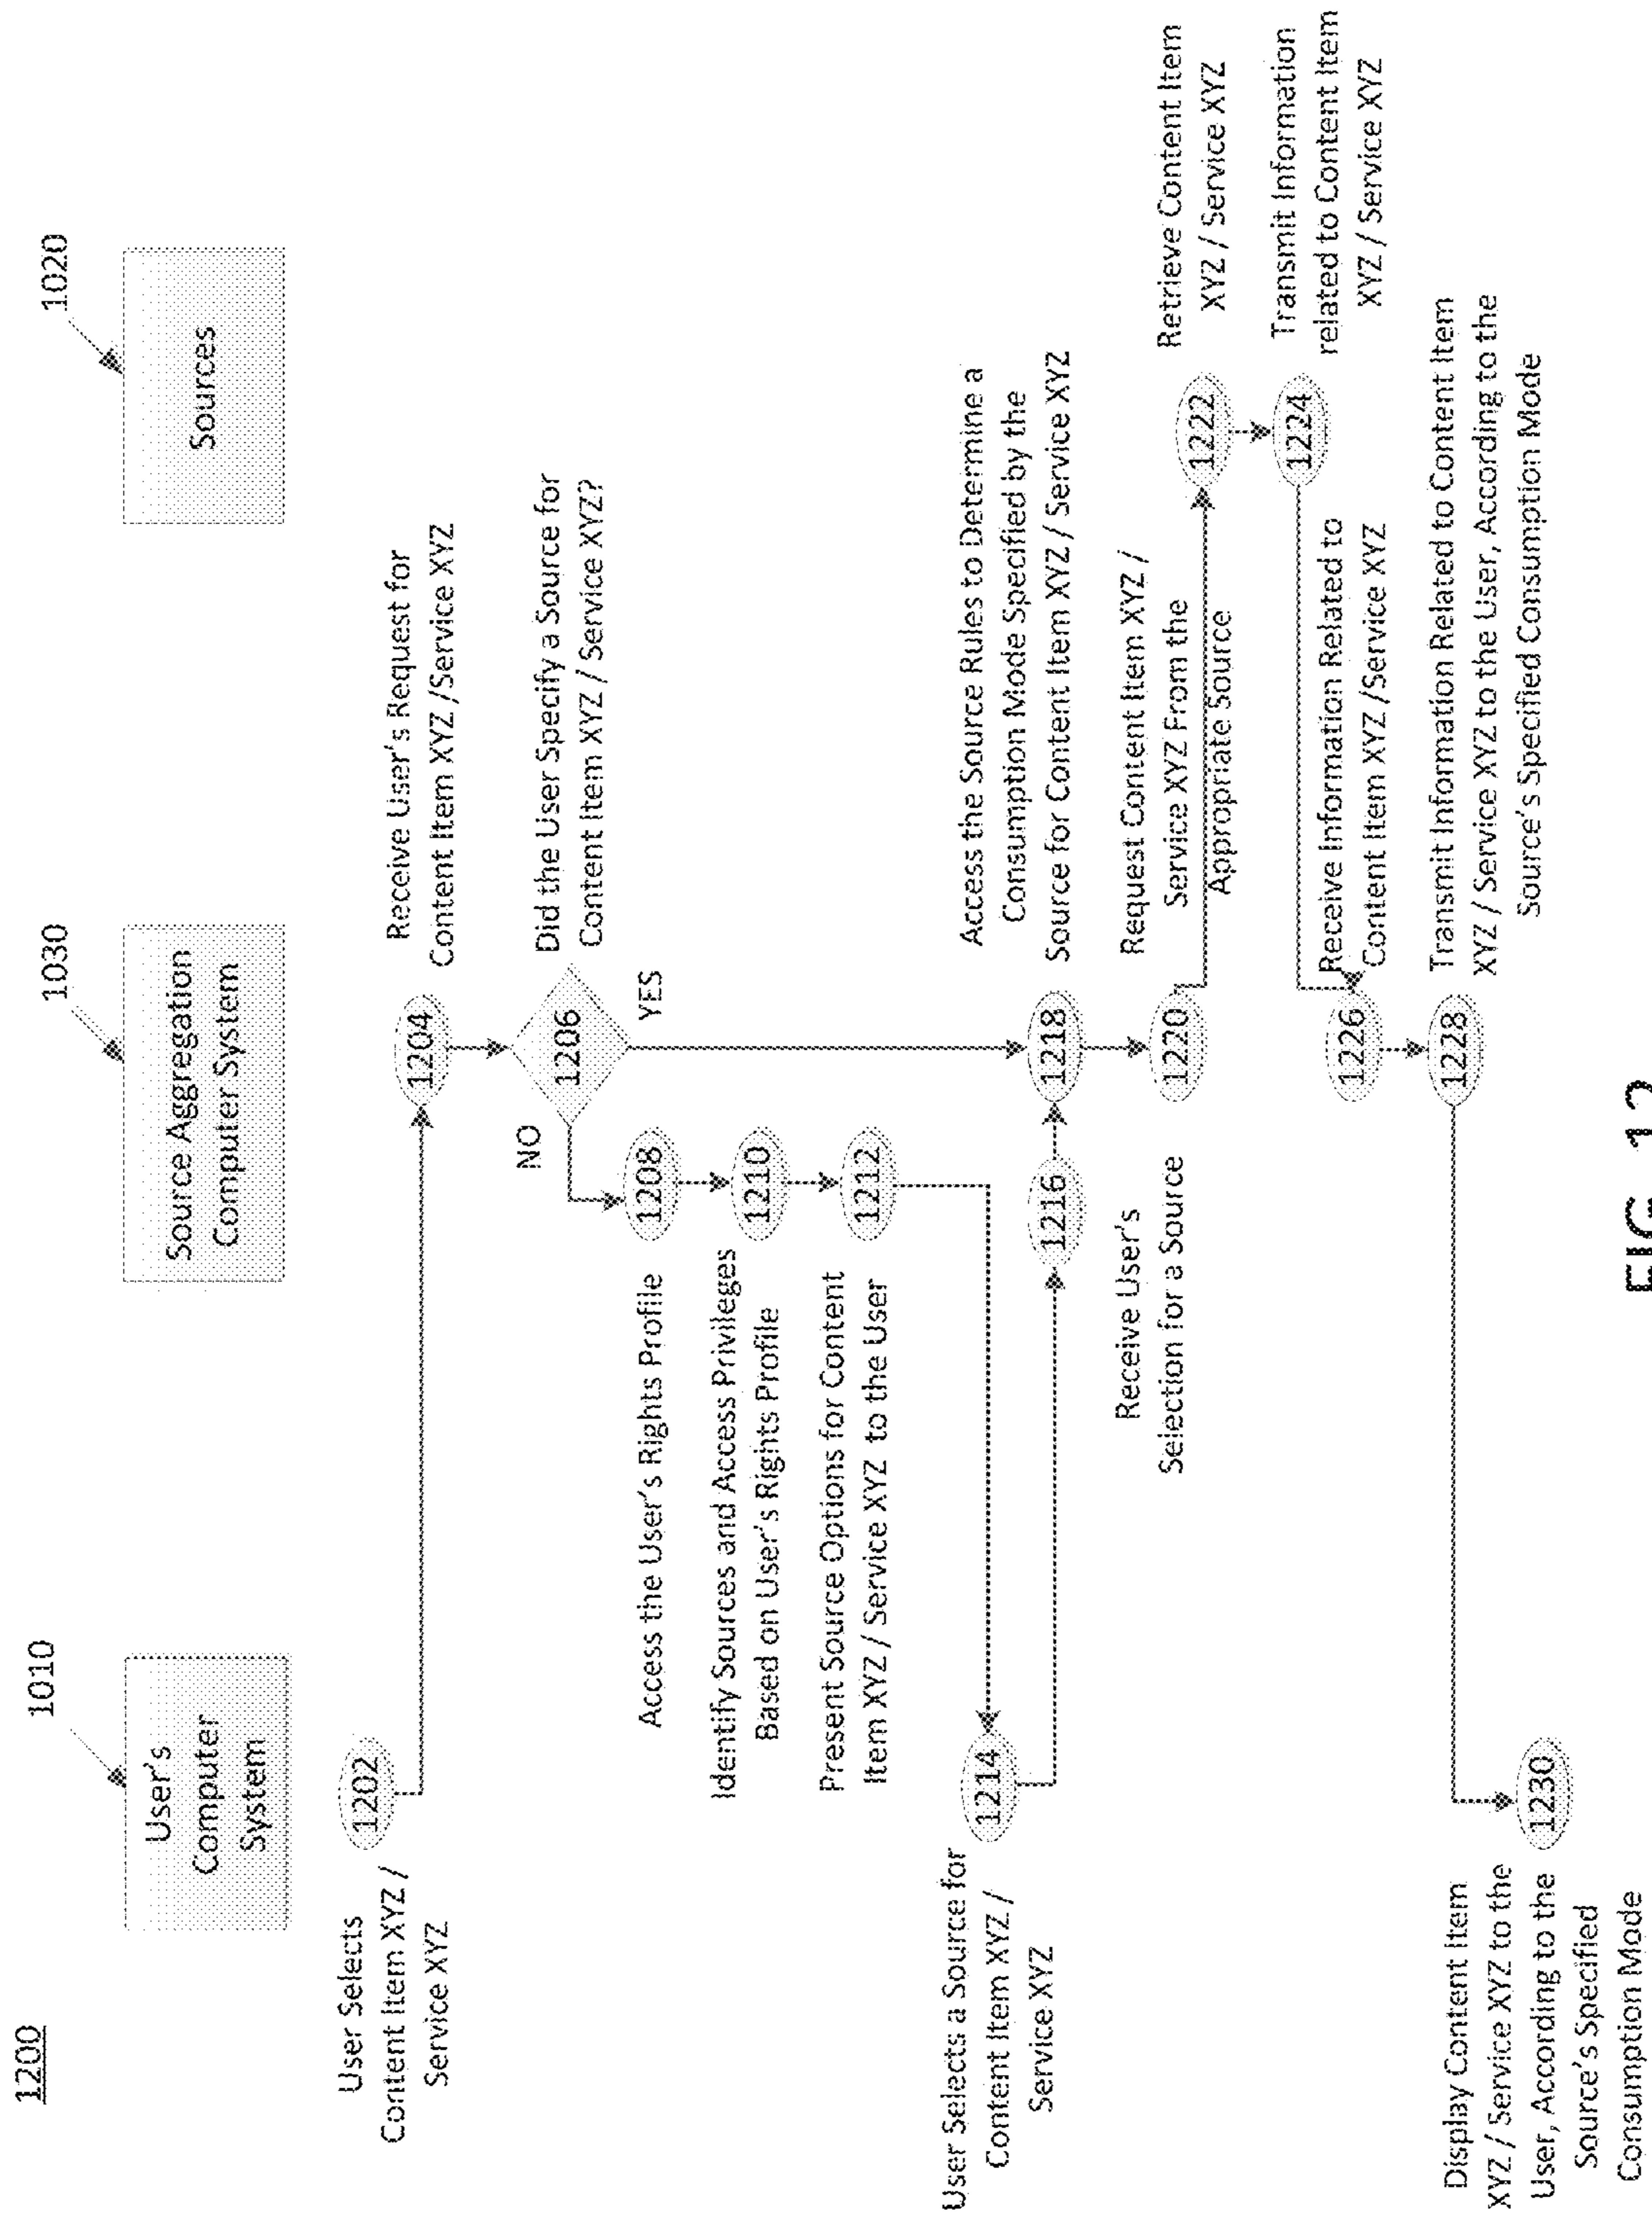 1200
1010
1030
1020
User's
Computer
System
Source Aggregation
Computer System
Sources
User Selects
Content Item XYZ /
Service XYZ
1202
1204
Receive User's Request for
Content Item XYZ /Service XYZ
1206
Did the User Specify a Source for
Content Item XYZ / Service XYZ?
NO
YES
Access the User's Rights Profile
1208
Identify Sources and Access Privileges
Based on User's Rights Profile
1210
Present Source Options for Content
Item XYZ / Service XYZ to the User
1212
User Selects a Source for
Content Item XYZ /
Service XYZ
1214
1216
Receive User's
Selection for a Source
1218
Access the Source Rules to Determine a
Consumption Mode Specified by the
Source for Content Item XYZ / Service XYZ
1220
Request Content Item XYZ /
Service XYZ From the
Appropriate Source
1222
Retrieve Content Item
XYZ / Service XYZ
1224
Transmit Information
related to Content Item
XYZ / Service XYZ
1226
Receive Information Related to
Content Item XYZ /Service XYZ
1228
Transmit Information Related to Content Item
XYZ / Service XYZ to the User, According to the
Source's Specified Consumption Mode
Display Content Item
XYZ / Service XYZ to the
User, According to the
Source's Specified
Consumption Mode
1230
FIG. 12